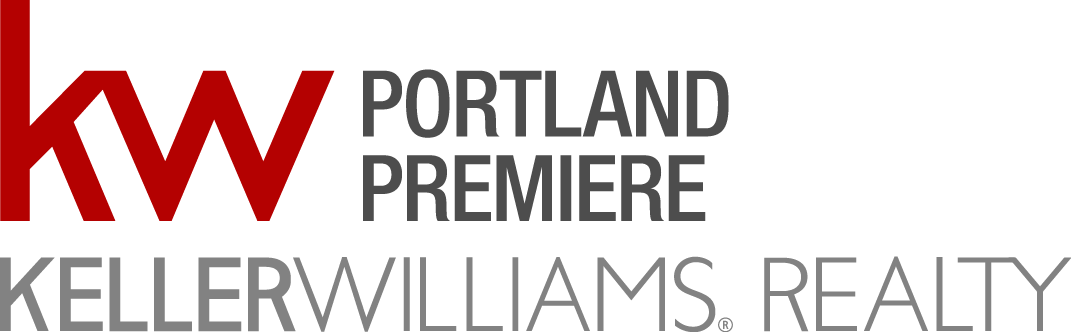 kw PORTLAND
PREMIERE
KELLERWILLIAMS® REALTY